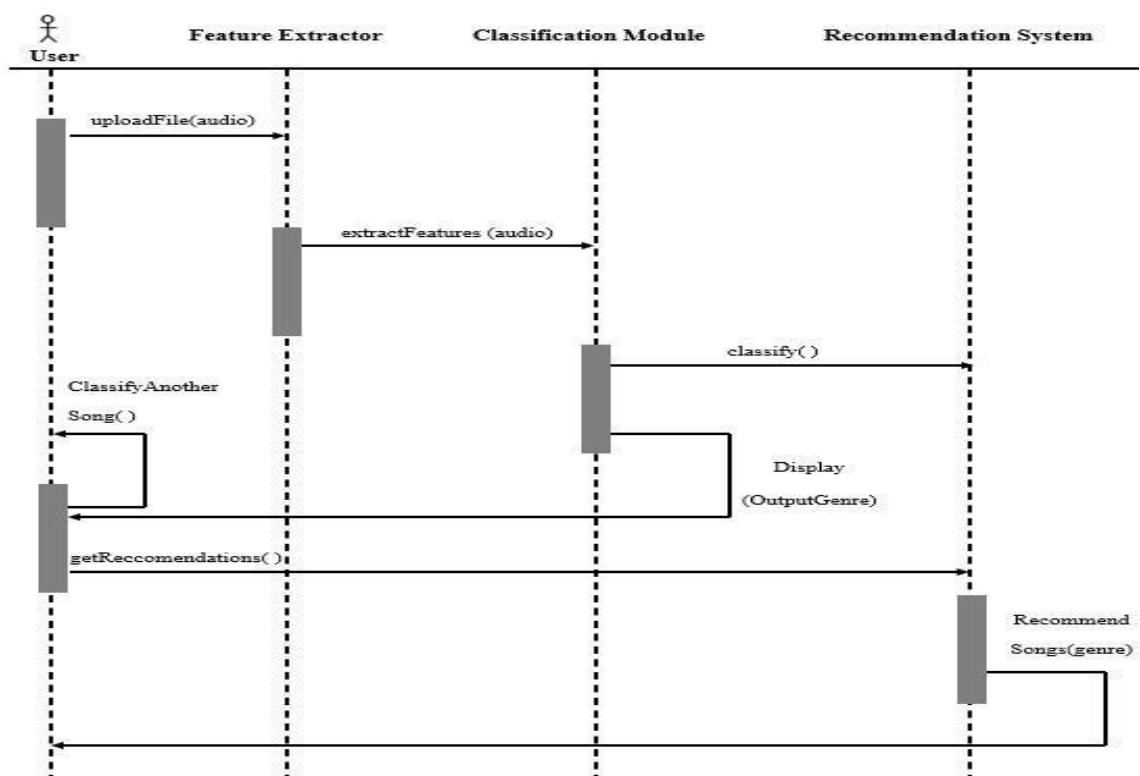 User
Feature Extractor
Classification Module
Recommendation System
uploadFile(audio)
extractFeatures (audio)
classify( )
ClassifyAnother
Song( )
Display
(OutputGenre)
getReccomendations( )
Recommend
Songs(genre)